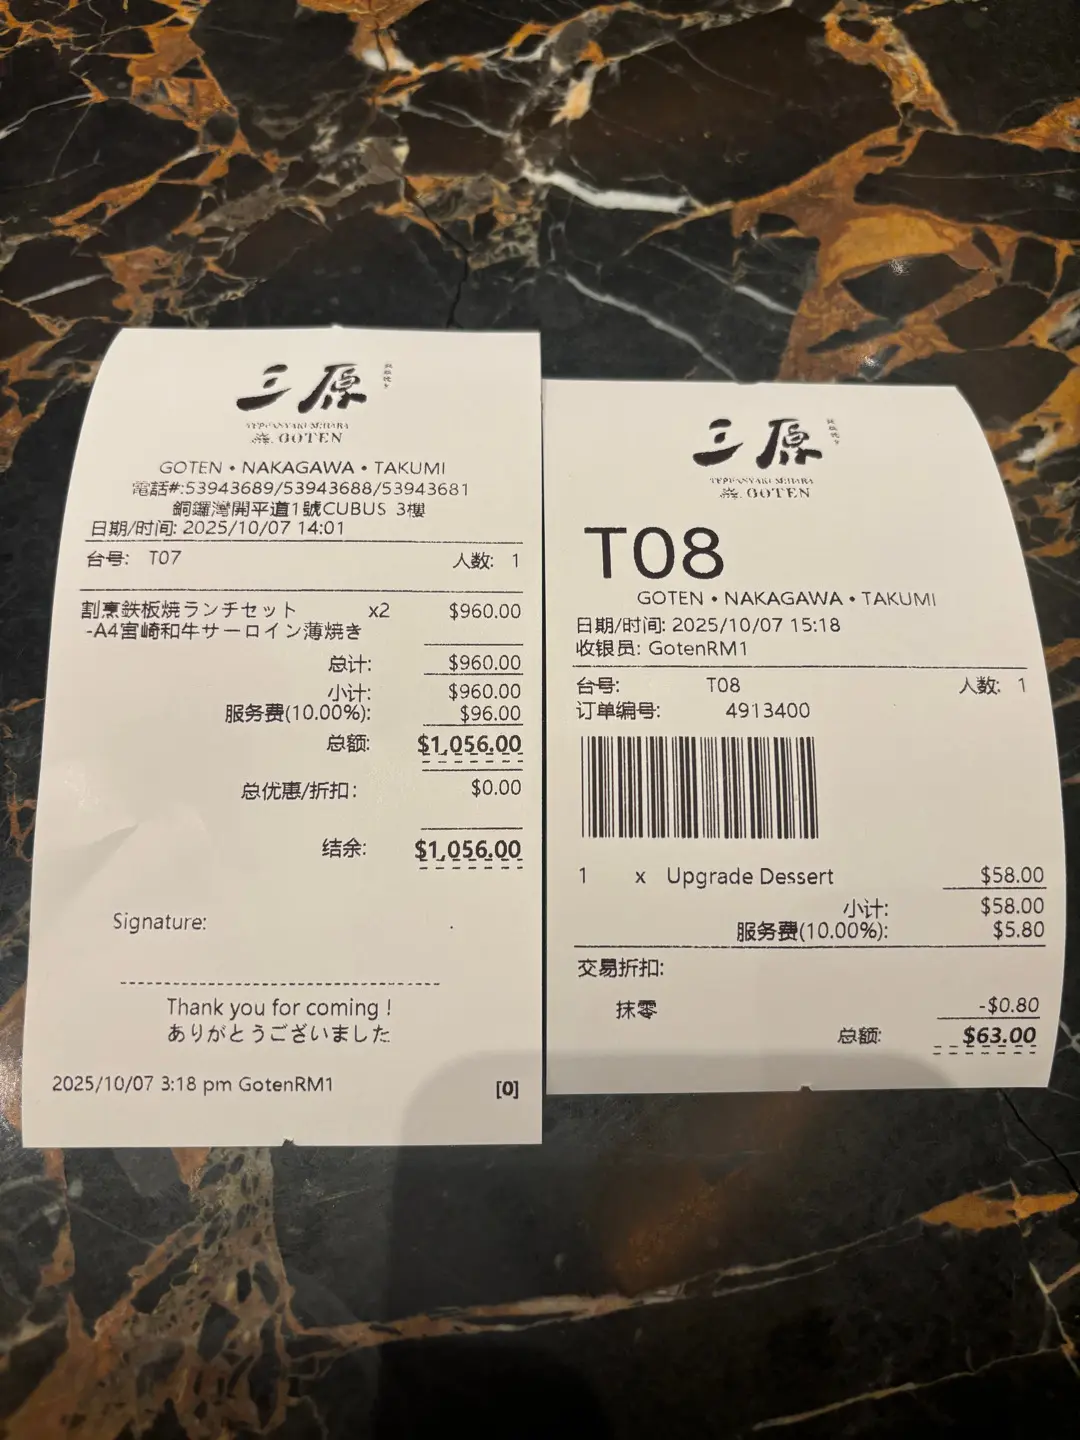 三原
鉄板焼き
TEPPANYAKI MIHARA
GOTEN
GOTEN • NAKAGAWA • TAKUMI
電話#:53943689/53943688/53943681
銅鑼灣開平道1號CUBUS 3樓
日期/时间: 2025/10/07 14:01
台号: T07 人数: 1
割烹鉄板焼ランチセット x2 $960.00
-A4宮崎和牛サーロイン薄焼き
总计: $960.00
小计: $960.00
服务费(10.00%): $96.00
总额: $1,056.00
总优惠/折扣: $0.00
结余: $1,056.00
Signature:
Thank you for coming !
ありがとうございました
2025/10/07 3:18 pm GotenRM1 [0]
三原
鉄板焼き
TEPPANYAKI MIHARA
GOTEN
T08
GOTEN • NAKAGAWA • TAKUMI
日期/时间: 2025/10/07 15:18
收银员: GotenRM1
台号: T08 人数: 1
订单编号: 4913400
1 x Upgrade Dessert $58.00
小计: $58.00
服务费(10.00%): $5.80
交易折扣:
抹零 -$0.80
总额: $63.00